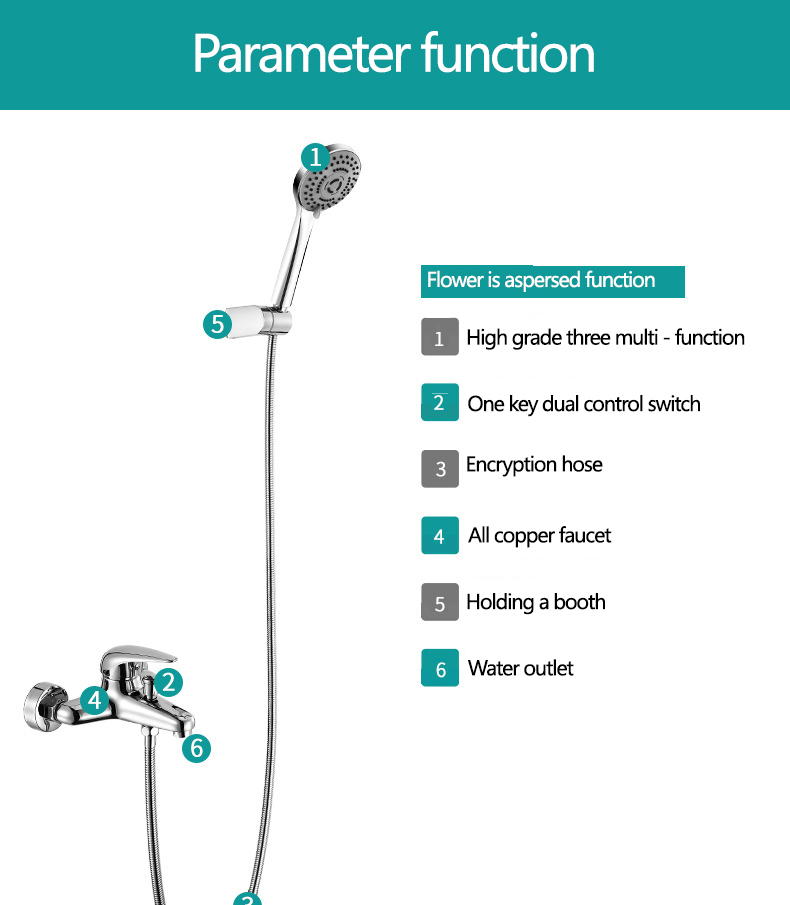 Parameter function
1
5
Flower is aspersed function
1 High grade three multi - function
2 One key dual control switch
3 Encryption hose
4 All copper faucet
5 Holding a booth
6 Water outlet
2
4
6
3